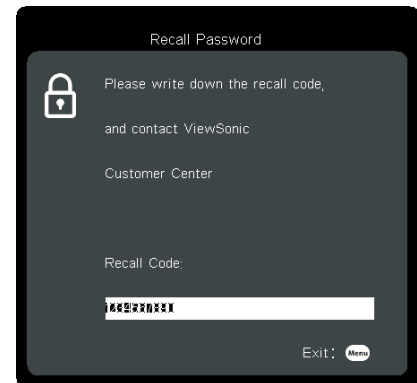 Recall Password
Please write down the recall code,
and contact ViewSonic
Customer Center
Recall Code:
Exit: Menu